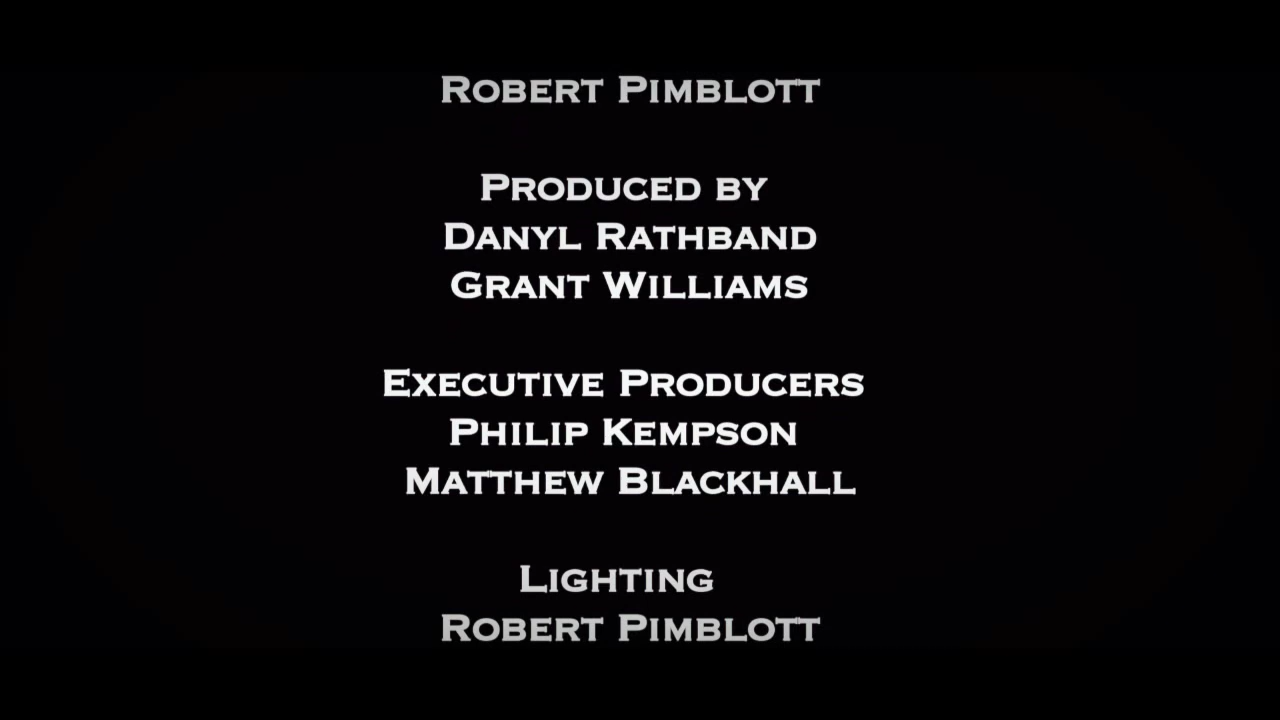 Robert Pimblott
Produced by
Danyl Rathband
Grant Williams
Executive Producers
Philip Kempson
Matthew Blackhall
Lighting
Robert Pimblott